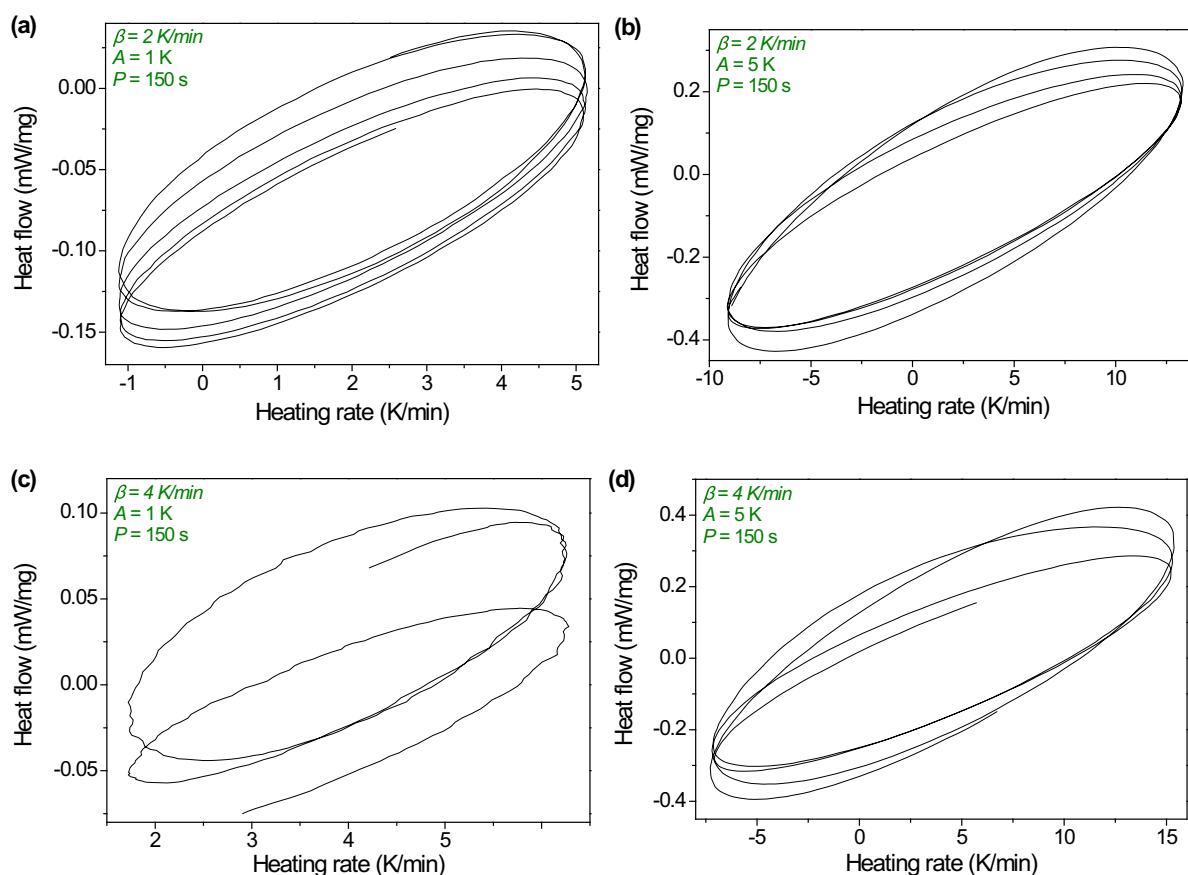 (a)
β = 2 K/min
A = 1 K
P = 150 s
0.00
-0.05
-0.10
-0.15
Heat flow (mW/mg)
-1 0 1 2 3 4 5
Heating rate (K/min)
(b)
β = 2 K/min
A = 5 K
P = 150 s
0.2
0.0
-0.2
-0.4
Heat flow (mW/mg)
-10 -5 0 5 10
Heating rate (K/min)
(c)
β = 4 K/min
A = 1 K
P = 150 s
0.10
0.05
0.00
-0.05
Heat flow (mW/mg)
2 3 4 5
Heating rate (K/min)
(d)
β = 4 K/min
A = 5 K
P = 150 s
0.4
0.2
0.0
-0.2
-0.4
Heat flow (mW/mg)
-5 0 5 10 15
Heating rate (K/min)